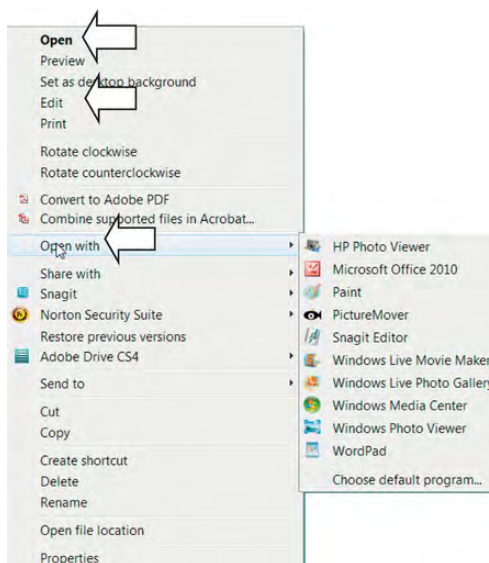 Open
Preview
Set as desktop background
Edit
Print
Rotate clockwise
Rotate counterclockwise
Convert to Adobe PDF
Combine supported files in Acrobat...
Open with
Share with
Snagit
Norton Security Suite
Restore previous versions
Adobe Drive CS4
Send to
Cut
Copy
Create shortcut
Delete
Rename
Open file location
Properties
HP Photo Viewer
Microsoft Office 2010
Paint
PictureMover
Snagit Editor
Windows Live Movie Maker
Windows Live Photo Gallery
Windows Media Center
Windows Photo Viewer
WordPad
Choose default program...